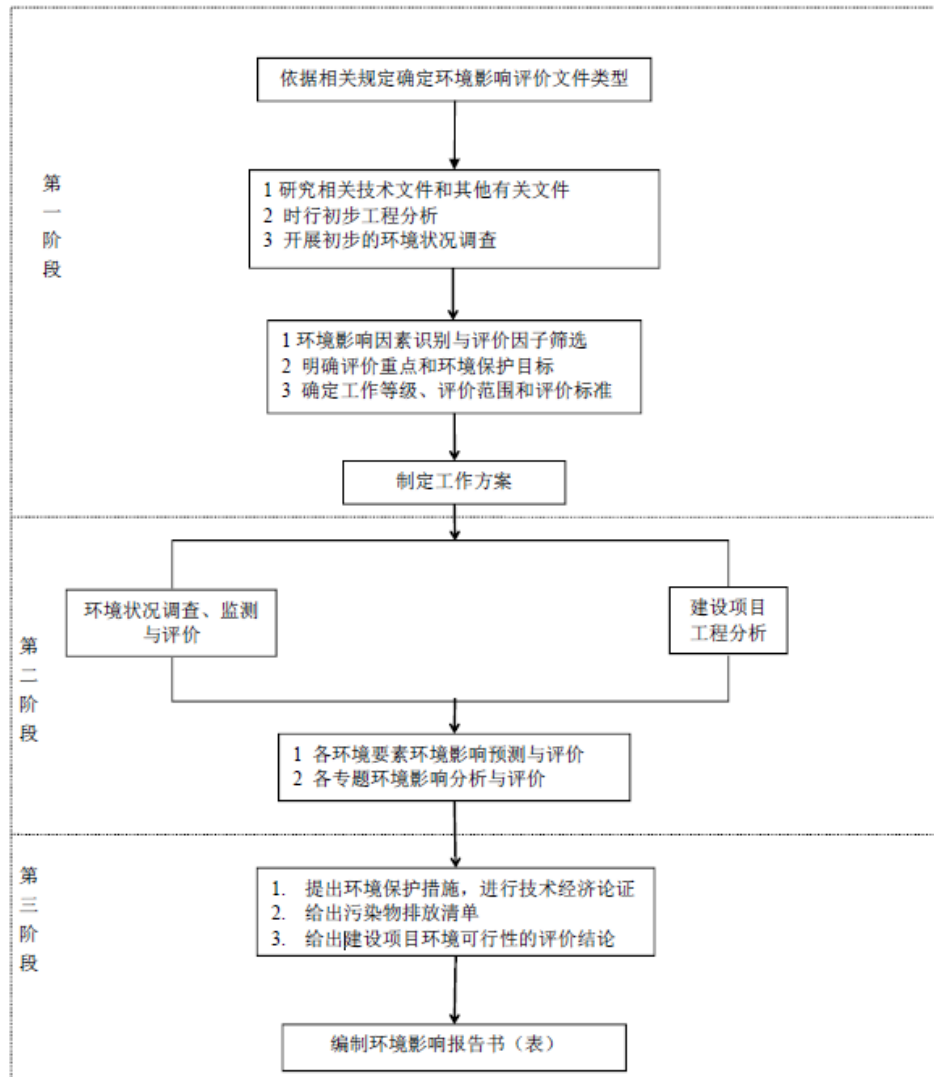 依据相关规定确定环境影响评价文件类型
第一阶段
1 研究相关技术文件和其他有关文件
2 时行初步工程分析
3 开展初步的环境状况调查
1 环境影响因素识别与评价因子筛选
2 明确评价重点和环境保护目标
3 确定工作等级、评价范围和评价标准
制定工作方案
第二阶段
环境状况调查、监测
与评价
建设项目
工程分析
1 各环境要素环境影响预测与评价
2 各专题环境影响分析与评价
第三阶段
1. 提出环境保护措施，进行技术经济论证
2. 给出污染物排放清单
3. 给出建设项目环境可行性的评价结论
编制环境影响报告书（表）